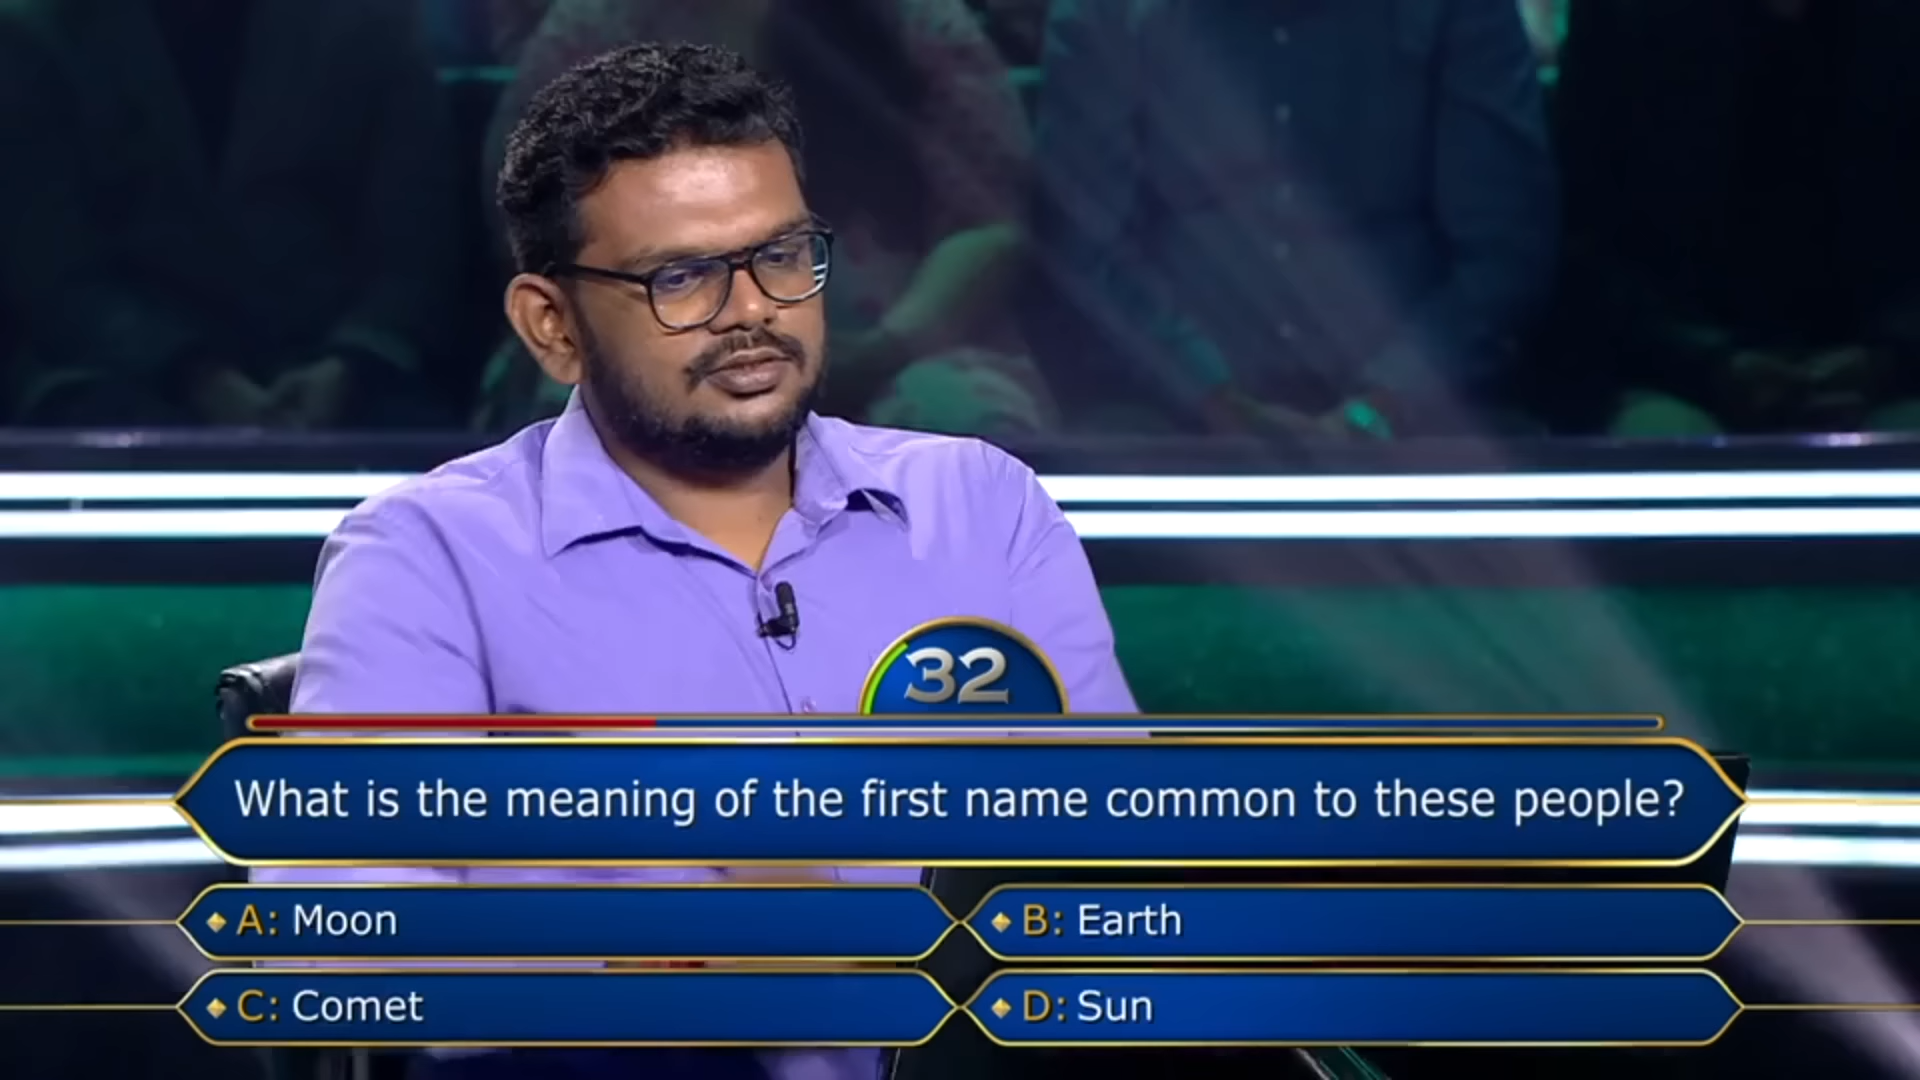 32
What is the meaning of the first name common to these people?
A: Moon
B: Earth
C: Comet
D: Sun